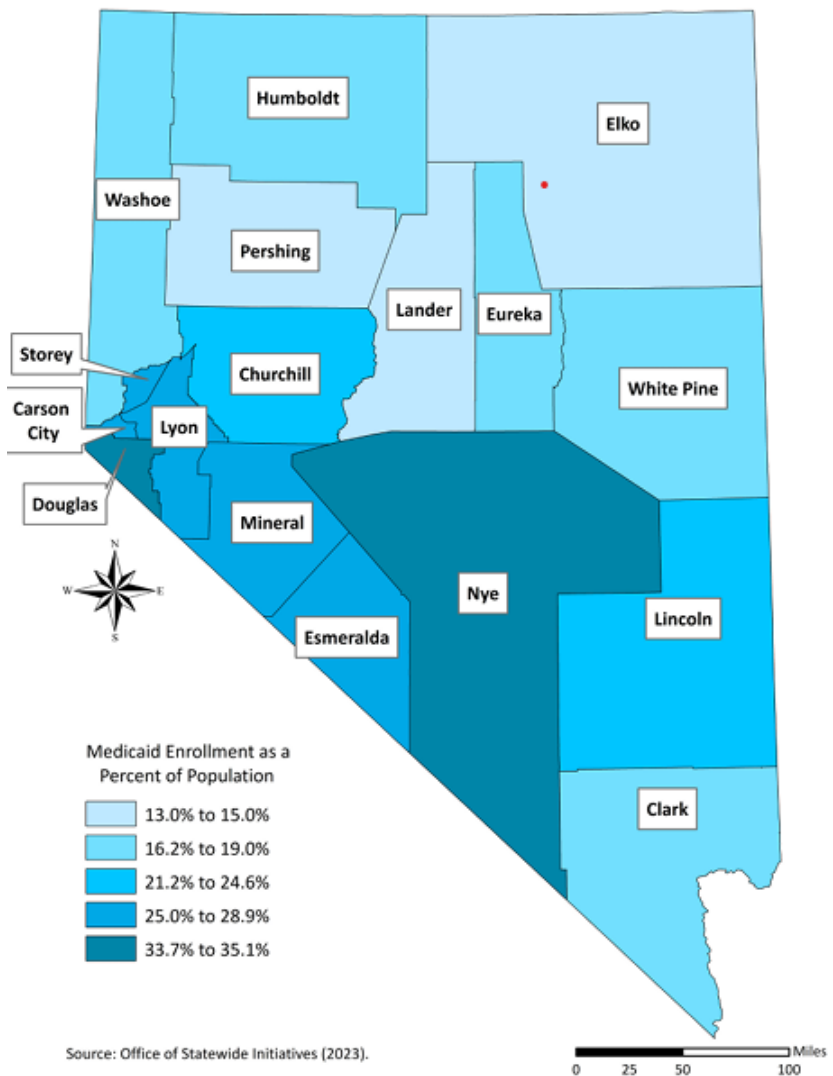 Humboldt
Elko
Washoe
Pershing
Lander
Eureka
Storey
Churchill
White Pine
Carson
City
Lyon
Douglas
Mineral
N
W
E
S
Nye
Lincoln
Esmeralda
Medicaid Enrollment as a
Percent of Population
13.0% to 15.0%
16.2% to 19.0%
21.2% to 24.6%
25.0% to 28.9%
33.7% to 35.1%
Clark
Source: Office of Statewide Initiatives (2023).
Miles
0 25 50 100